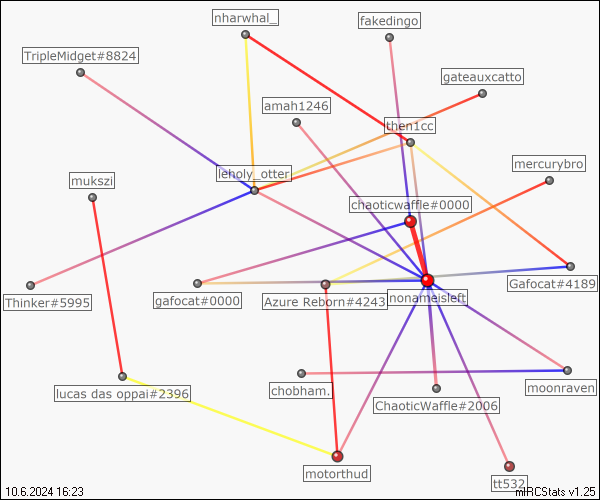 nharwhal_
fakedingo
TripleMidget#8824
gateauxcatto
amah1246
then1cc
mercurybro
leholy_otter
mukszi
chaoticwaffle#0000
Gafocat#4189
nonameisleft
Thinker#5995
gafocat#0000
Azure Reborn#4243
lucas das oppai#2396
chobham.
ChaoticWaffle#2006
moonraven
motorthud
tt532
10.6.2024 16:23
mIRCStats v1.25